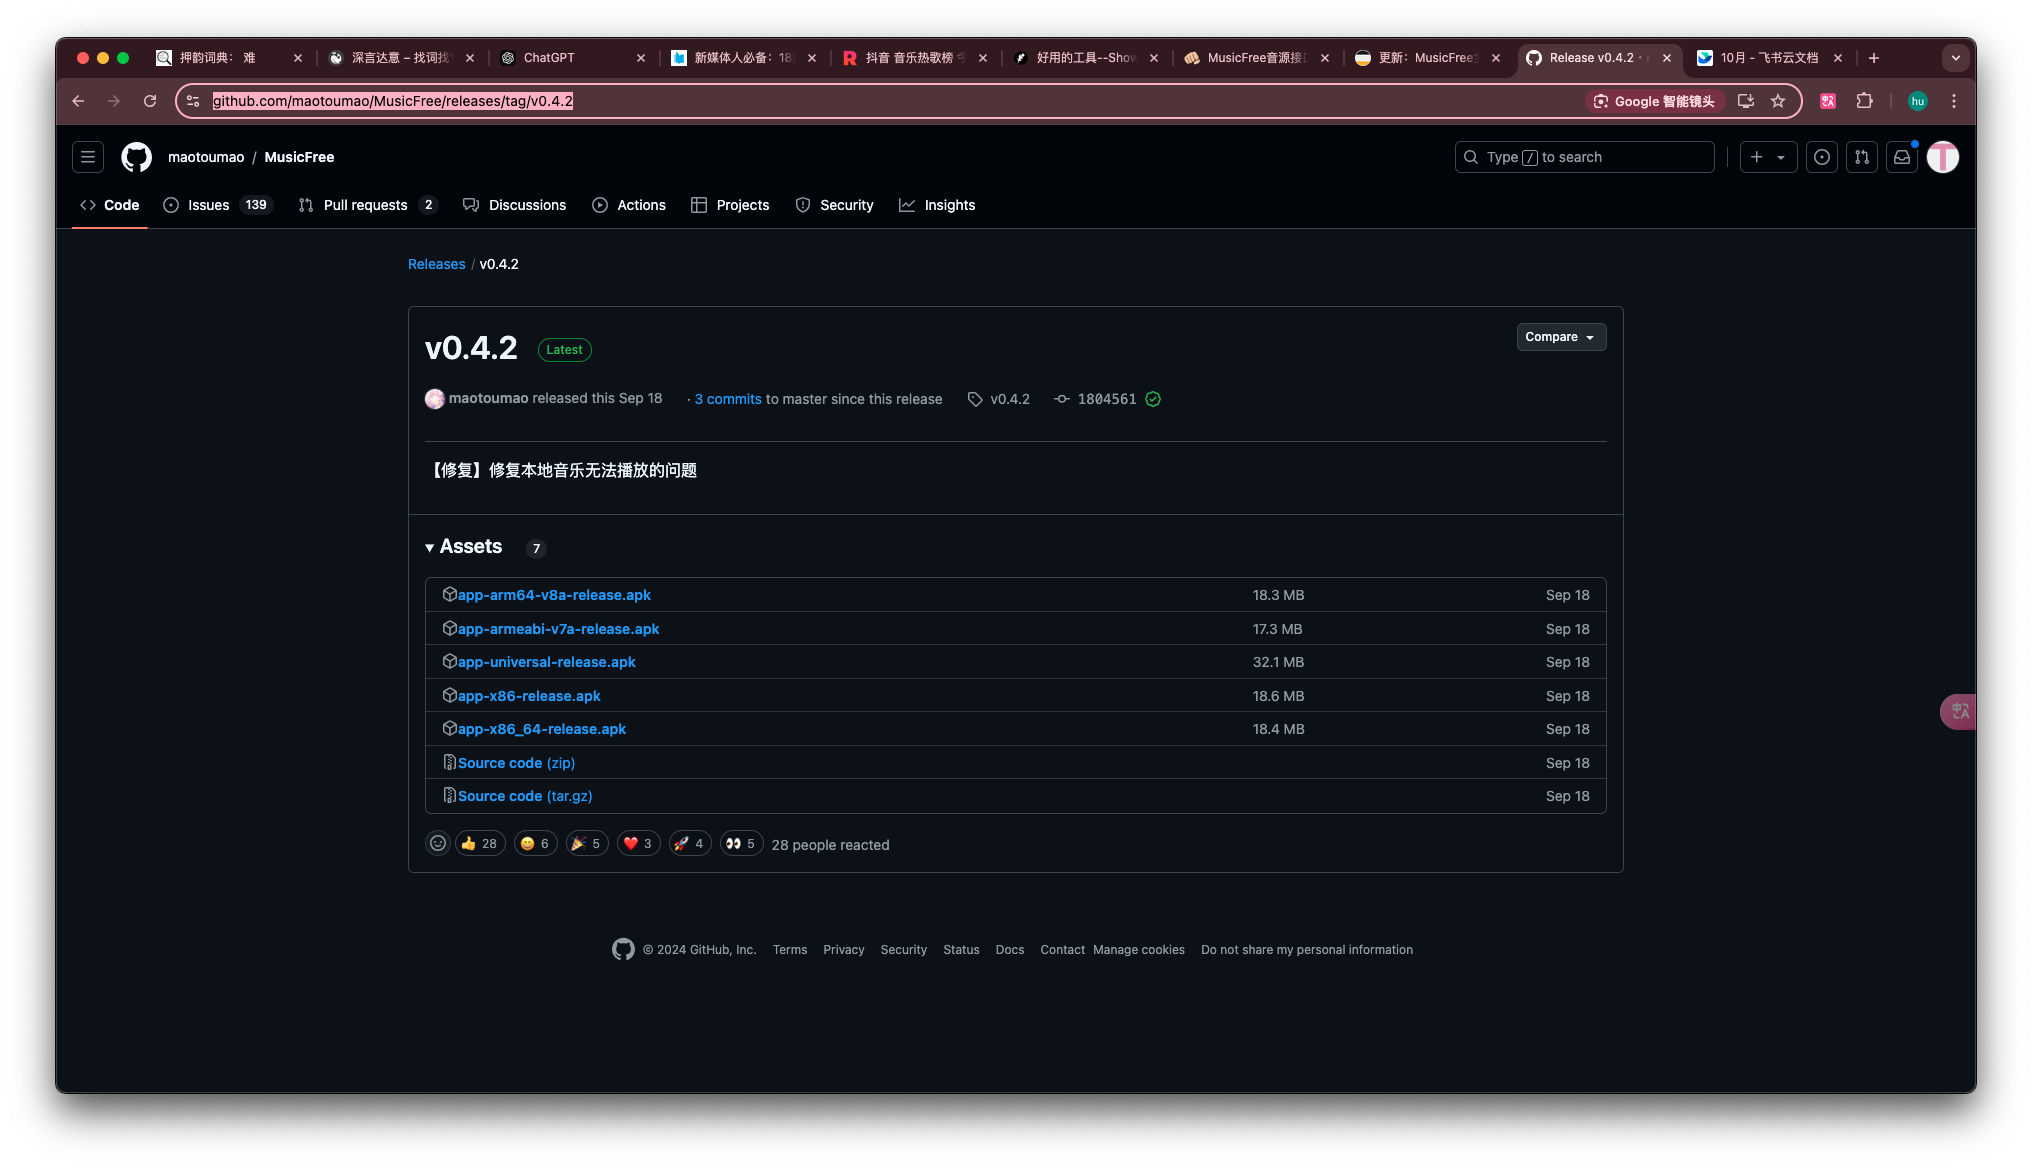 押韵词典： 难
深言达意 – 找词找
ChatGPT
新媒体人必备：18
抖音 音乐热歌榜 今
好用的工具--Show
MusicFree音源接口
更新：MusicFree
Release v0.4.2 ·
10月 - 飞书云文档
github.com/maotoumao/MusicFree/releases/tag/v0.4.2
Google 智能镜头
hu
maotoumao / MusicFree
Type / to search
Code
Issues 139
Pull requests 2
Discussions
Actions
Projects
Security
Insights
Releases / v0.4.2
v0.4.2 Latest
Compare
maotoumao released this Sep 18 · 3 commits to master since this release v0.4.2 1804561
【修复】修复本地音乐无法播放的问题
Assets 7
app-arm64-v8a-release.apk 18.3 MB Sep 18
app-armeabi-v7a-release.apk 17.3 MB Sep 18
app-universal-release.apk 32.1 MB Sep 18
app-x86-release.apk 18.6 MB Sep 18
app-x86_64-release.apk 18.4 MB Sep 18
Source code (zip) Sep 18
Source code (tar.gz) Sep 18
👍 28 😄 6 🎉 5 ❤️ 3 🚀 4 👀 5 28 people reacted
© 2024 GitHub, Inc. Terms Privacy Security Status Docs Contact Manage cookies Do not share my personal information